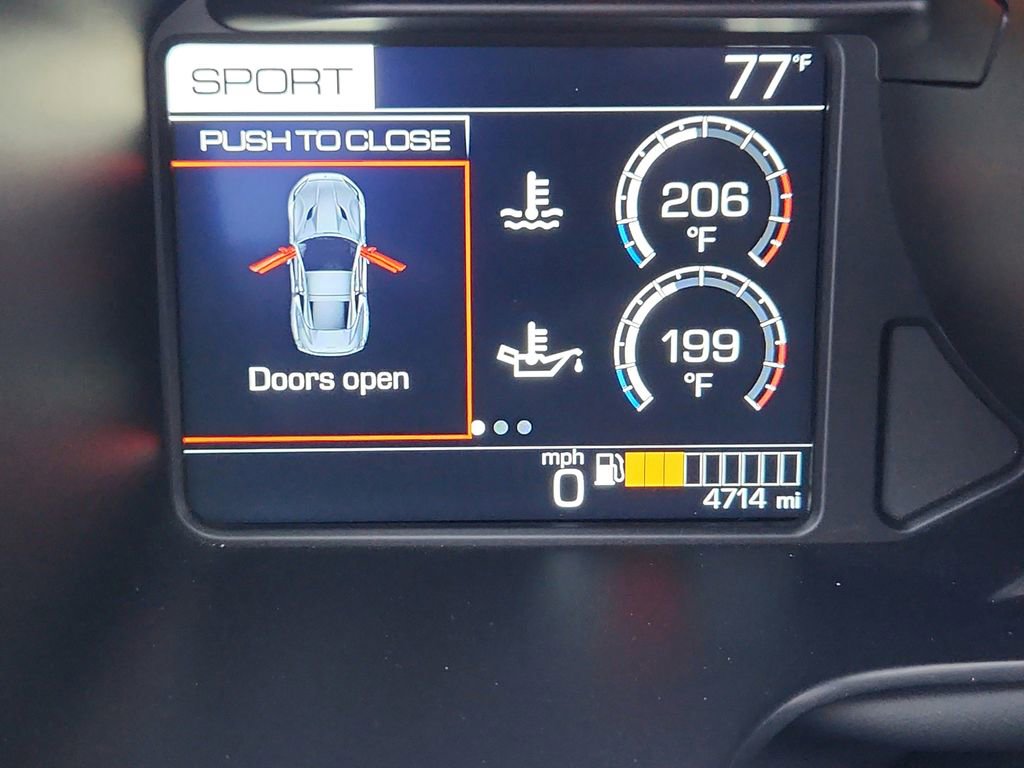 SPORT
77°F
PUSH TO CLOSE
206
°F
199
°F
Doors open
mph
0
4714 mi